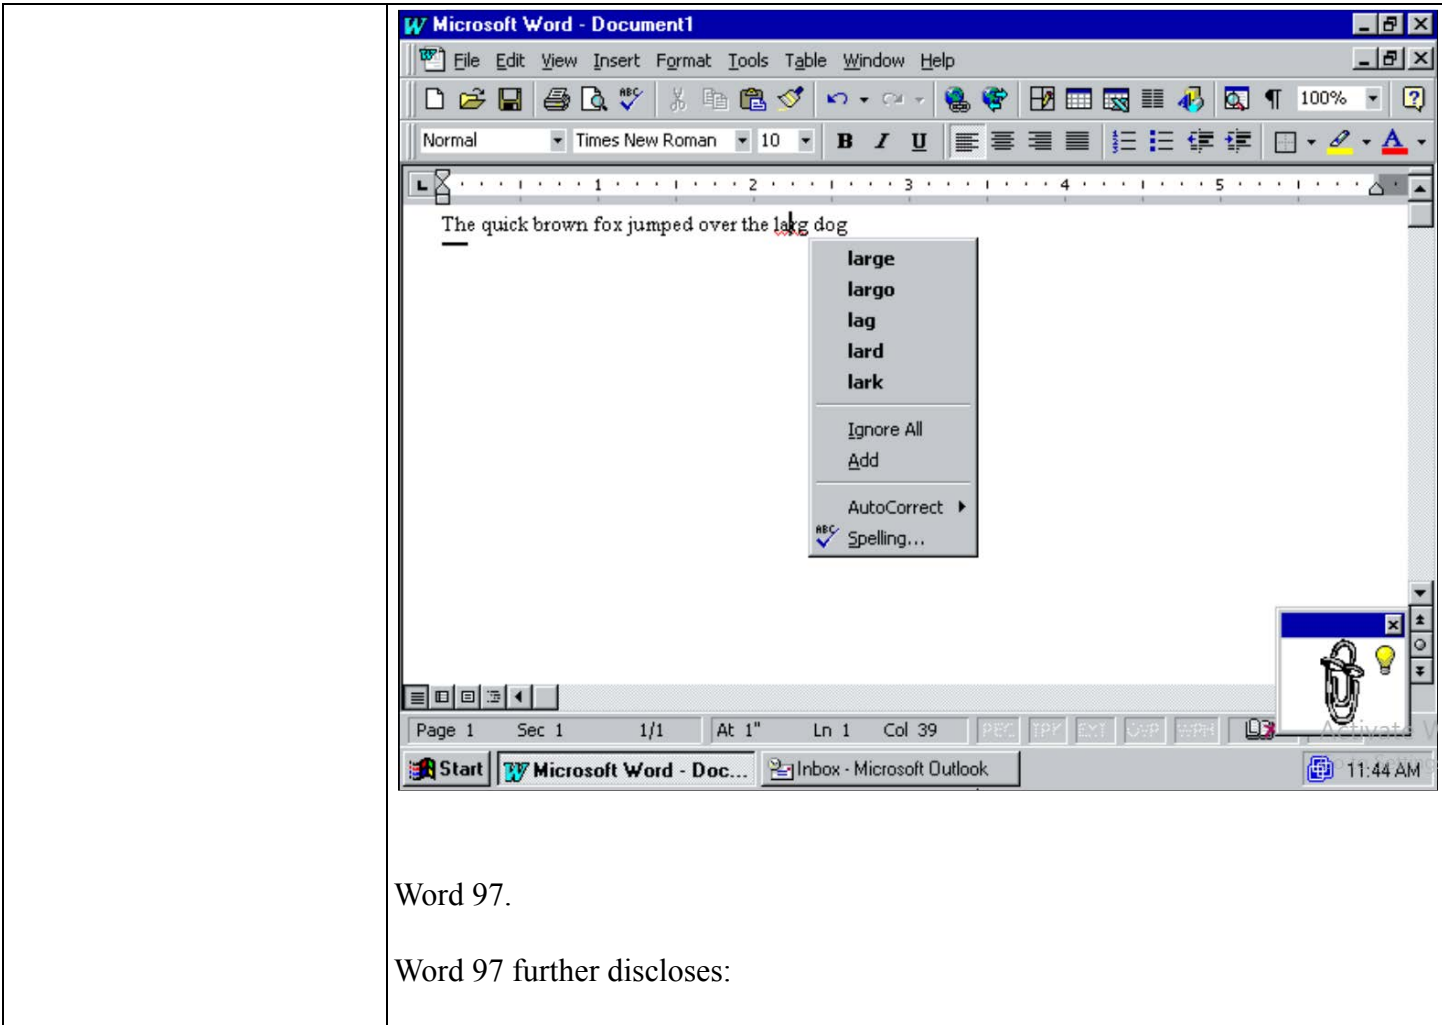 Microsoft Word - Document1
File Edit View Insert Format Tools Table Window Help
100%
Normal Times New Roman 10 B I U A
1 2 3 4 5
The quick brown fox jumped over the dog
large
largo
lag
lard
lark
Ignore All
Add
AutoCorrect
ABC Spelling...
Page 1 Sec 1 1/1 At 1" Ln 1 Col 39 REC TRK EXT OVR WPH
Start Microsoft Word - Doc... Inbox - Microsoft Outlook 11:44 AM
Word 97.
Word 97 further discloses: